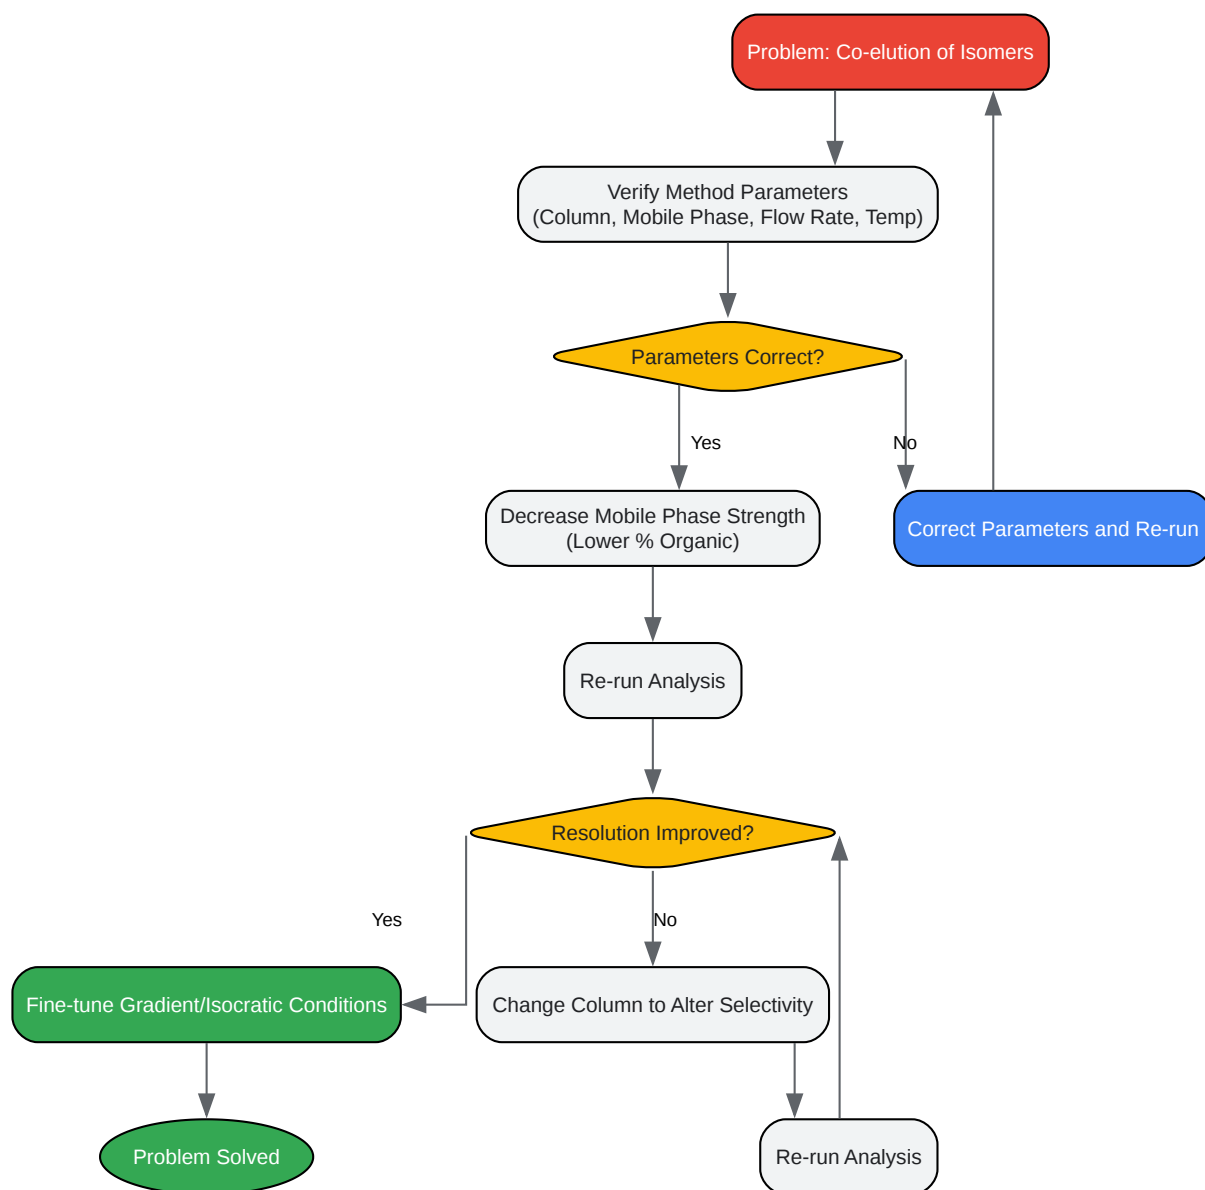 Problem: Co-elution of Isomers
Verify Method Parameters
(Column, Mobile Phase, Flow Rate, Temp)
Parameters Correct?
Yes
No
Decrease Mobile Phase Strength
(Lower % Organic)
Correct Parameters and Re-run
Re-run Analysis
Resolution Improved?
Yes
No
Fine-tune Gradient/Isocratic Conditions
Change Column to Alter Selectivity
Problem Solved
Re-run Analysis